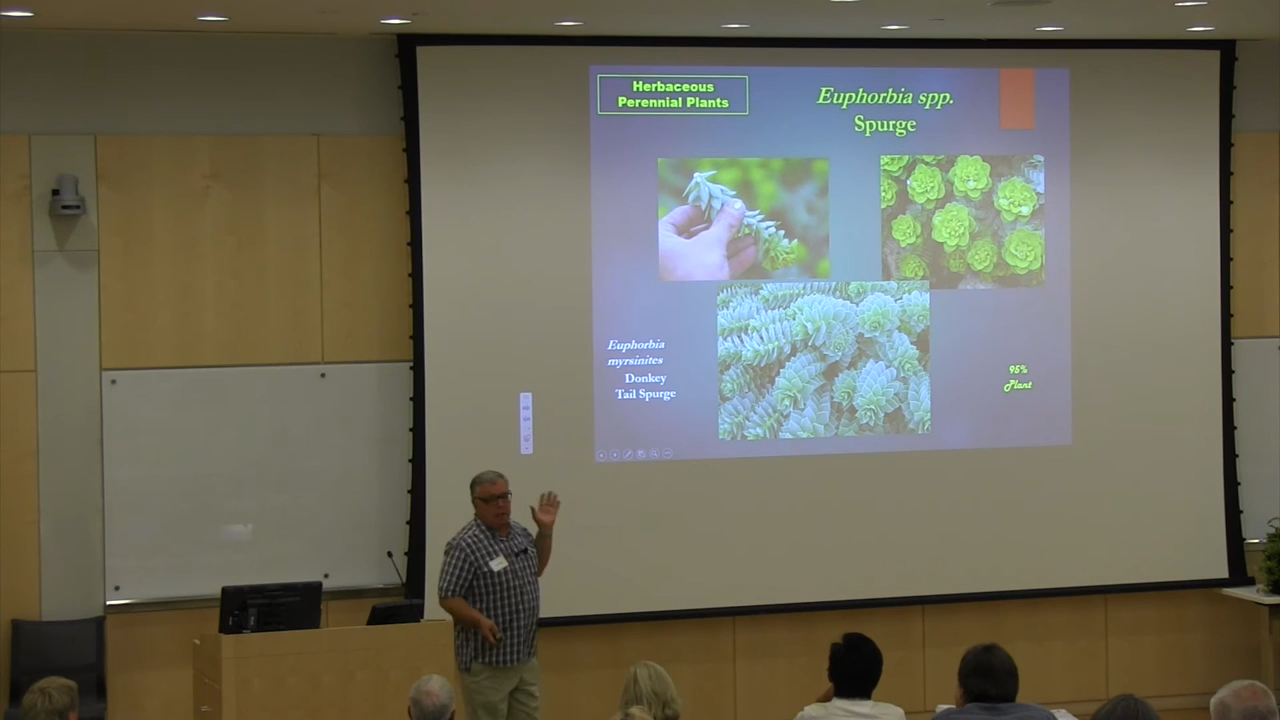 Herbaceous
Perennial Plants
Euphorbia spp.
Spurge
Euphorbia
myrsinites
Donkey
Tail Spurge
95%
Plant